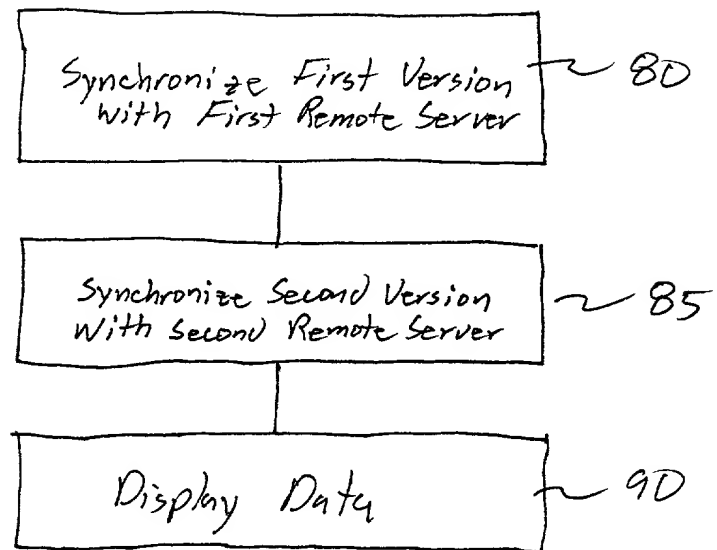 Synchronize First Version
With First Remote Server
80
Synchronize Second Version
With Second Remote Server
85
Display Data
90